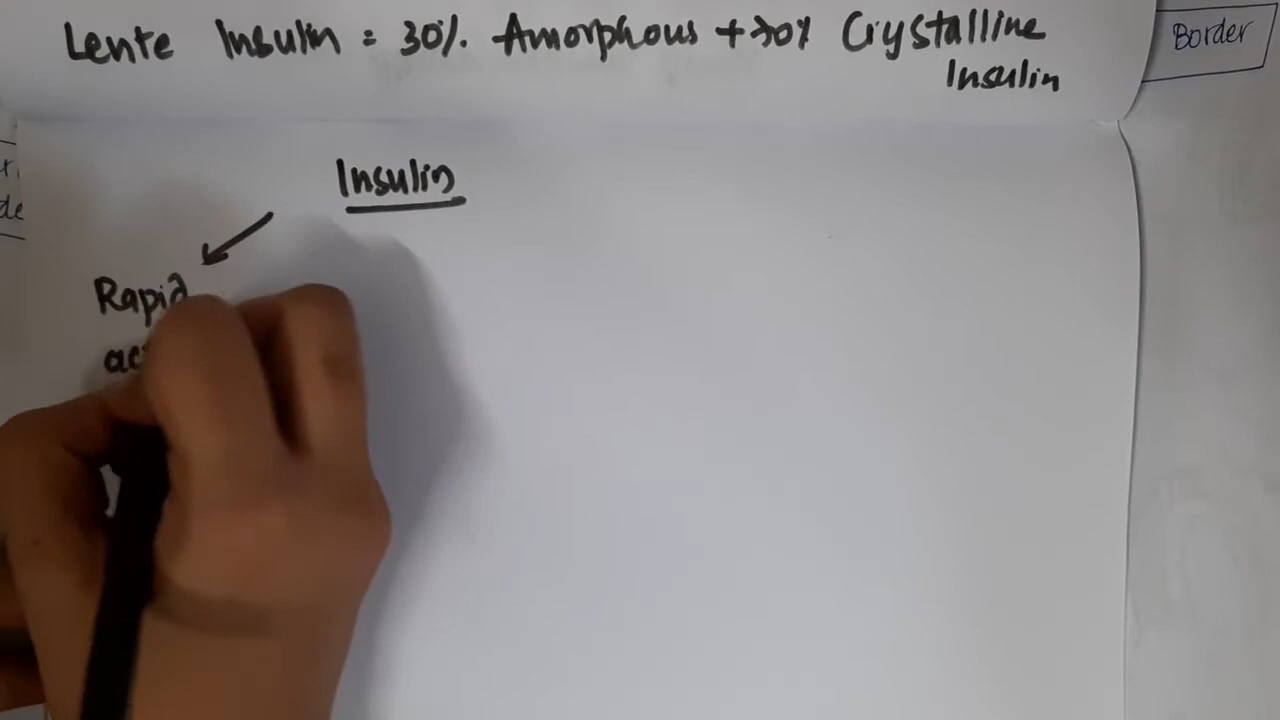 Lente Insulin = 30%. Amorphous + 70% Crystalline
Insulin
Border
Insulin
Rapid